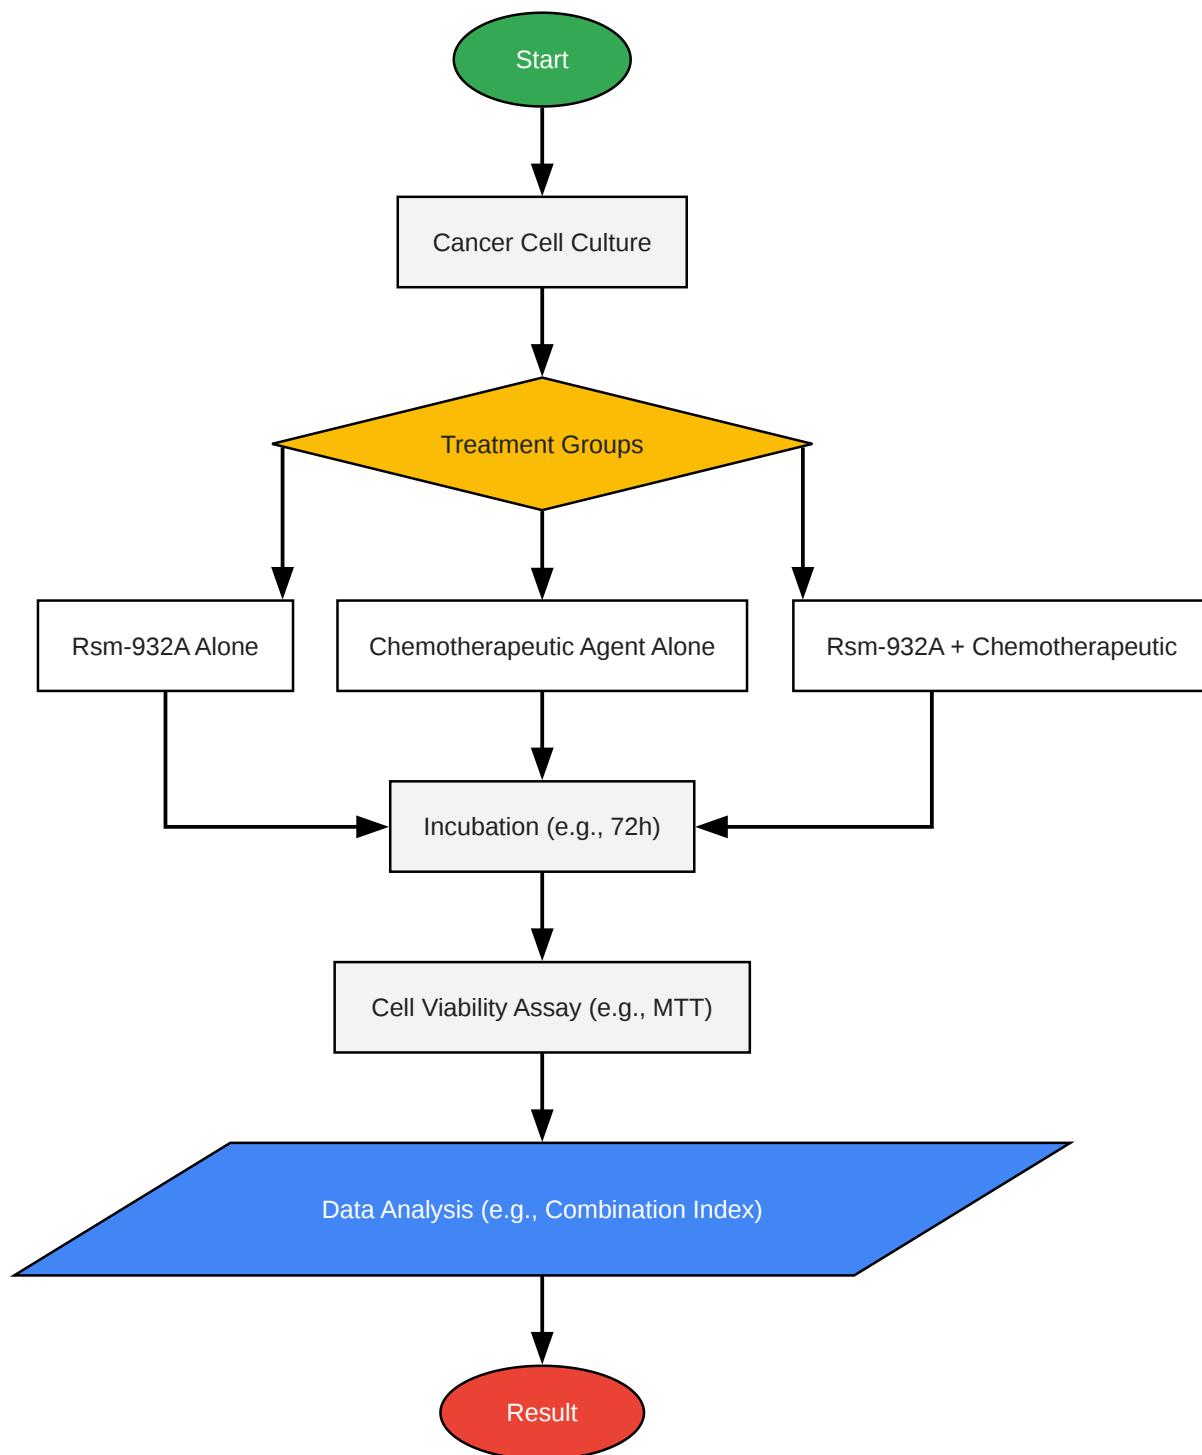 Start
Cancer Cell Culture
Treatment Groups
Rsm-932A Alone
Chemotherapeutic Agent Alone
Rsm-932A + Chemotherapeutic
Incubation (e.g., 72h)
Cell Viability Assay (e.g., MTT)
Data Analysis (e.g., Combination Index)
Result